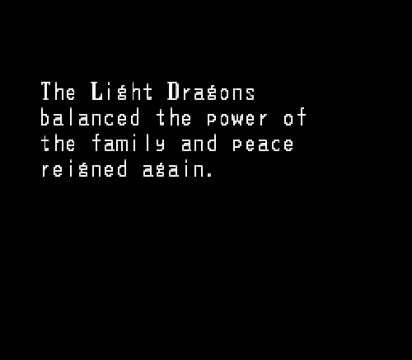 The Light Dragons
balanced the power of
the family and peace
reigned again.